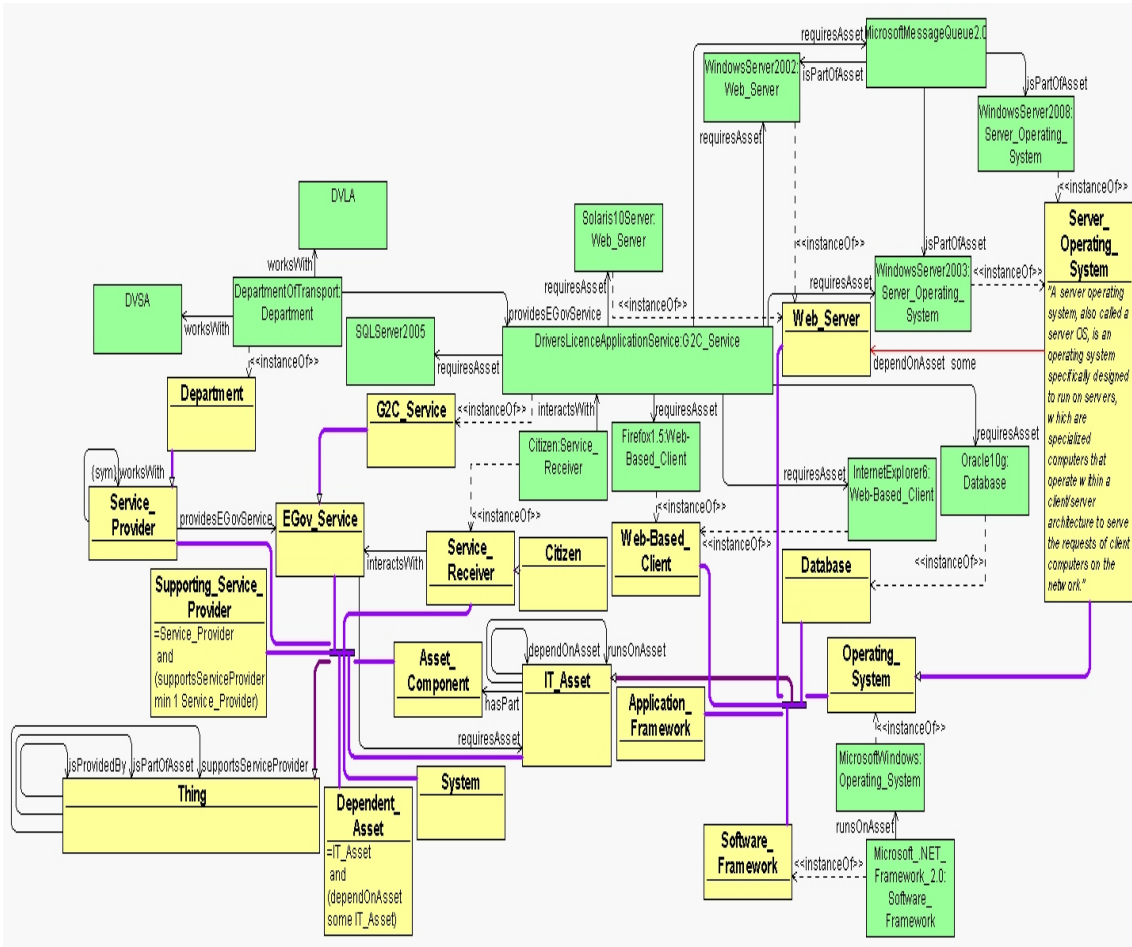 requiresAsset
MicrosoftMessageQueue2.0
WindowsServer2002:
Web_Server
isPartOfAsset
isPartOfAsset
WindowsServer2008:
Server_Operating_
System
requiresAsset
<<instanceOf>>
DVLA
Solaris10Server:
Web_Server
Server_
Operating_
System
<<instanceOf>>
isPartOfAsset
worksWith
requiresAsset
requiresAsset
WindowsServer2003:
Server_Operating_
System
<<instanceOf>>
"A server operating
system, also called a
server OS, is an
operating system
specifically designed
to run on servers,
which are
specialized
computers that
operate within a
client/server
architecture to serve
the requests of client
computers on the
network."
DVSA
DepartmentOfTransport:
Department
<<instanceOf>>
providesEGovService
Web_Server
worksWith
SQLServer2005
DriversLicenceApplicationService:G2C_Service
<<instanceOf>>
requiresAsset
dependOnAsset some
Department
G2C_Service
<<instanceOf>>
interactsWith
requiresAsset
requiresAsset
Citizen:Service_
Receiver
Firefox1.5:Web-
Based_Client
requiresAsset
InternetExplorer6:
Web-Based_Client
Oracle10g:
Database
{sym}worksWith
Service_
Provider
providesEGovService
EGov_Service
<<instanceOf>>
<<instanceOf>>
interactsWith
Service_
Receiver
Citizen
Web-Based_
Client
<<instanceOf>>
Database
<<instanceOf>>
Supporting_Service_
Provider
=Service_Provider
and
(supportsServiceProvider
min 1 Service_Provider)
Asset_
Component
dependOnAsset
runsOnAsset
IT_Asset
hasPart
Application_
Framework
Operating_
System
<<instanceOf>>
requiresAsset
isProvidedBy
isPartOfAsset
supportsServiceProvider
Thing
System
MicrosoftWindows:
Operating_System
Dependent_
Asset
=IT_Asset
and
(dependOnAsset
some IT_Asset)
runsOnAsset
Software_
Framework
<<instanceOf>>
Microsoft_.NET_
Framework_2.0:
Software_
Framework